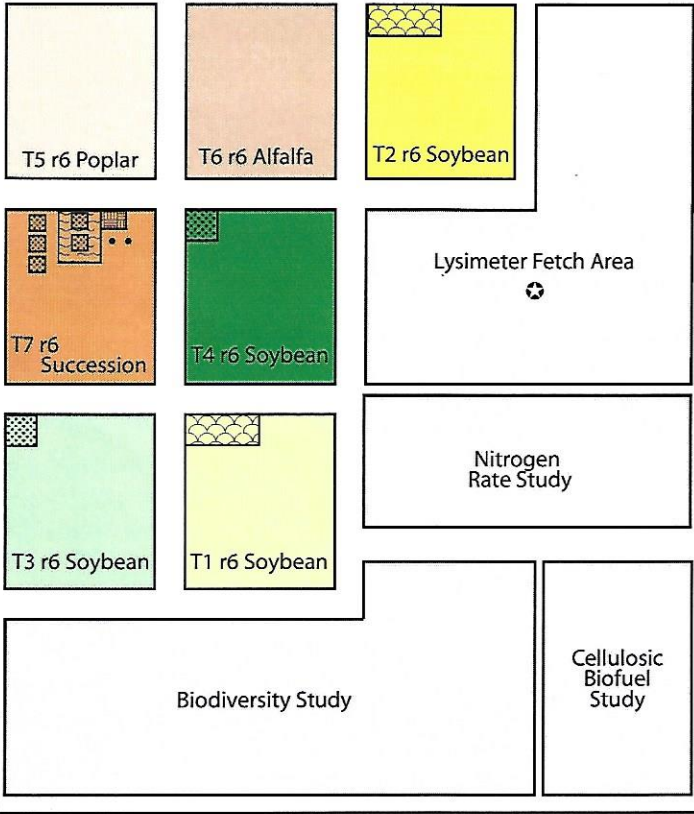 T5 r6 Poplar
T6 r6 Alfalfa
T2 r6 Soybean
Lysimeter Fetch Area
T7 r6
Succession
T4 r6 Soybean
Nitrogen
Rate Study
T3 r6 Soybean
T1 r6 Soybean
Biodiversity Study
Cellulosic
Biofuel
Study